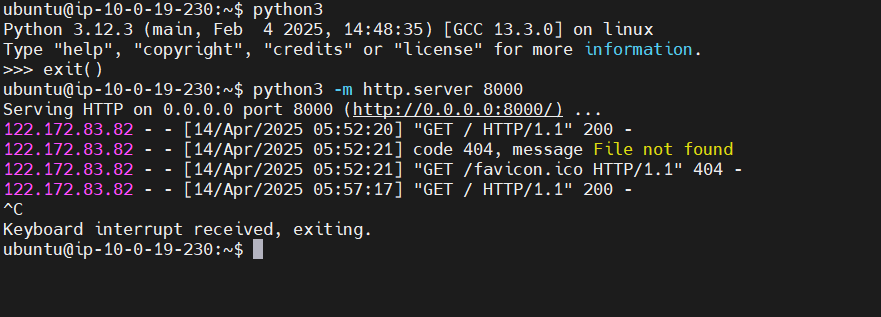 ubuntu@ip-10-0-19-230:~$ python3
Python 3.12.3 (main, Feb  4 2025, 14:48:35) [GCC 13.3.0] on linux
Type "help", "copyright", "credits" or "license" for more information.
>>> exit()
ubuntu@ip-10-0-19-230:~$ python3 -m http.server 8000
Serving HTTP on 0.0.0.0 port 8000 (http://0.0.0.0:8000/) ...
122.172.83.82 - - [14/Apr/2025 05:52:20] "GET / HTTP/1.1" 200 -
122.172.83.82 - - [14/Apr/2025 05:52:21] code 404, message File not found
122.172.83.82 - - [14/Apr/2025 05:52:21] "GET /favicon.ico HTTP/1.1" 404 -
122.172.83.82 - - [14/Apr/2025 05:57:17] "GET / HTTP/1.1" 200 -
^C
Keyboard interrupt received, exiting.
ubuntu@ip-10-0-19-230:~$